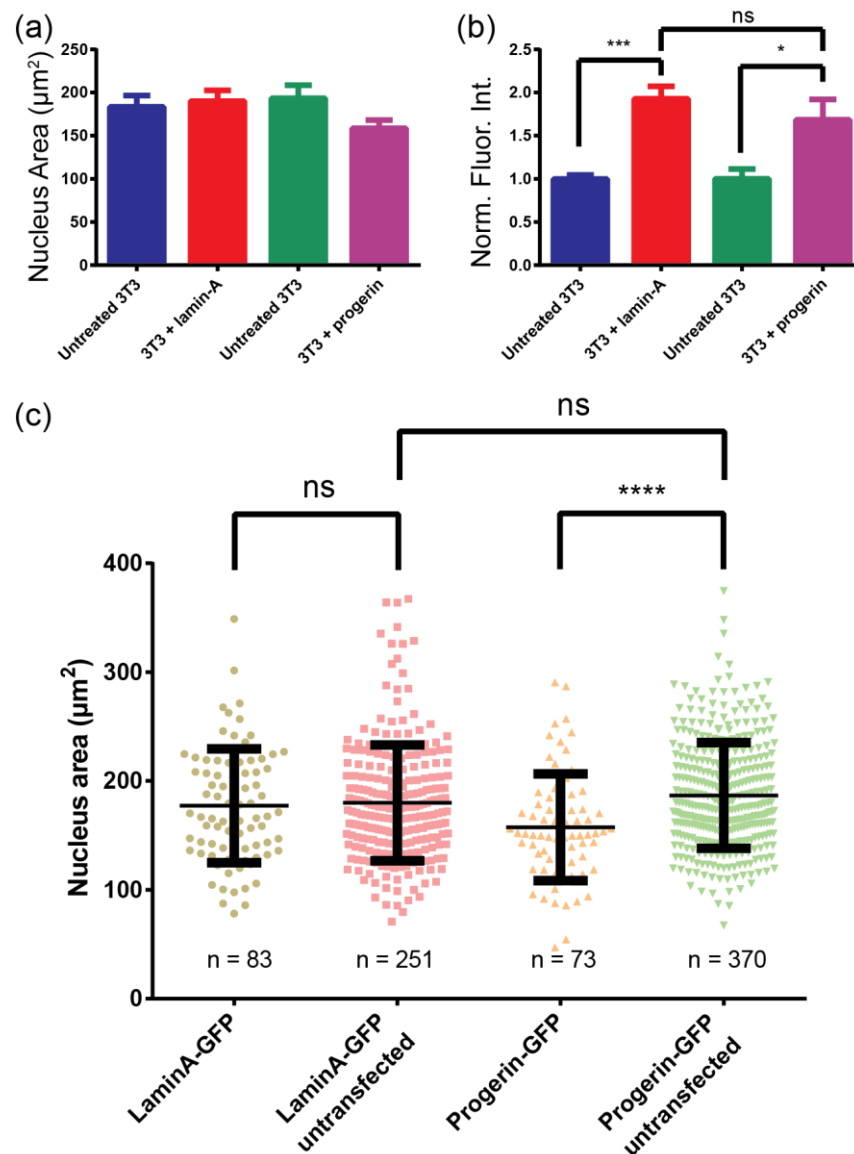 (a)
Nucleus Area (µm²)
250
200
150
100
50
0
Untreated 3T3
3T3 + lamin-A
Untreated 3T3
3T3 + progerin
(b)
Norm. Fluor. Int.
2.5
2.0
1.5
1.0
0.5
0.0
***
ns
*
Untreated 3T3
3T3 + lamin-A
Untreated 3T3
3T3 + progerin
(c)
ns
ns
****
Nucleus area (µm²)
400
300
200
100
0
n = 83
n = 251
n = 73
n = 370
LaminA-GFP
LaminA-GFP
untransfected
Progerin-GFP
Progerin-GFP
untransfected